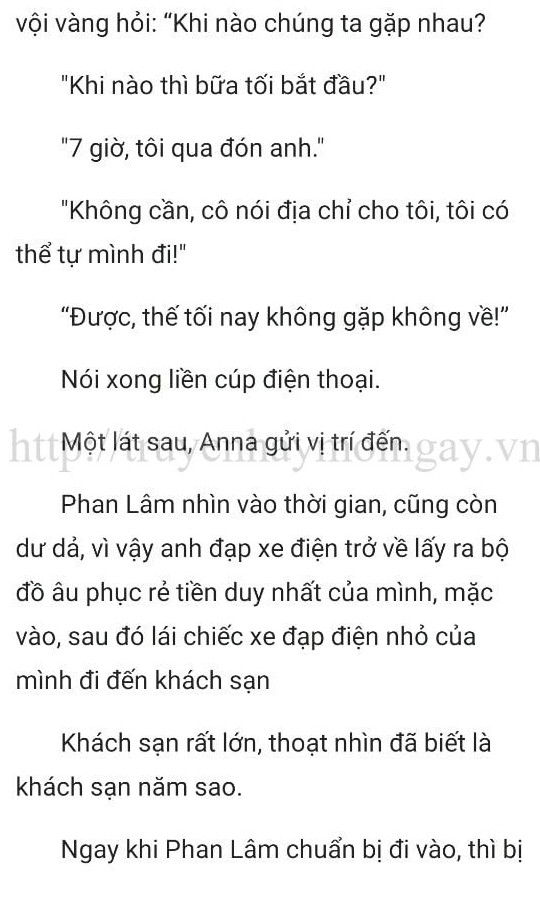 vội vàng hỏi: “Khi nào chúng ta gặp nhau?
"Khi nào thì bữa tối bắt đầu?"
"7 giờ, tôi qua đón anh."
"Không cần, cô nói địa chỉ cho tôi, tôi có
thể tự mình đi!"
“Được, thế tối nay không gặp không về!”
Nói xong liền cúp điện thoại.
Một lát sau, Anna gửi vị trí đến.
http://truyenhaymoingay.vn
Phan Lâm nhìn vào thời gian, cũng còn
dư dả, vì vậy anh đạp xe điện trở về lấy ra bộ
đồ âu phục rẻ tiền duy nhất của mình, mặc
vào, sau đó lái chiếc xe đạp điện nhỏ của
mình đi đến khách sạn
Khách sạn rất lớn, thoạt nhìn đã biết là
khách sạn năm sao.
Ngay khi Phan Lâm chuẩn bị đi vào, thì bị